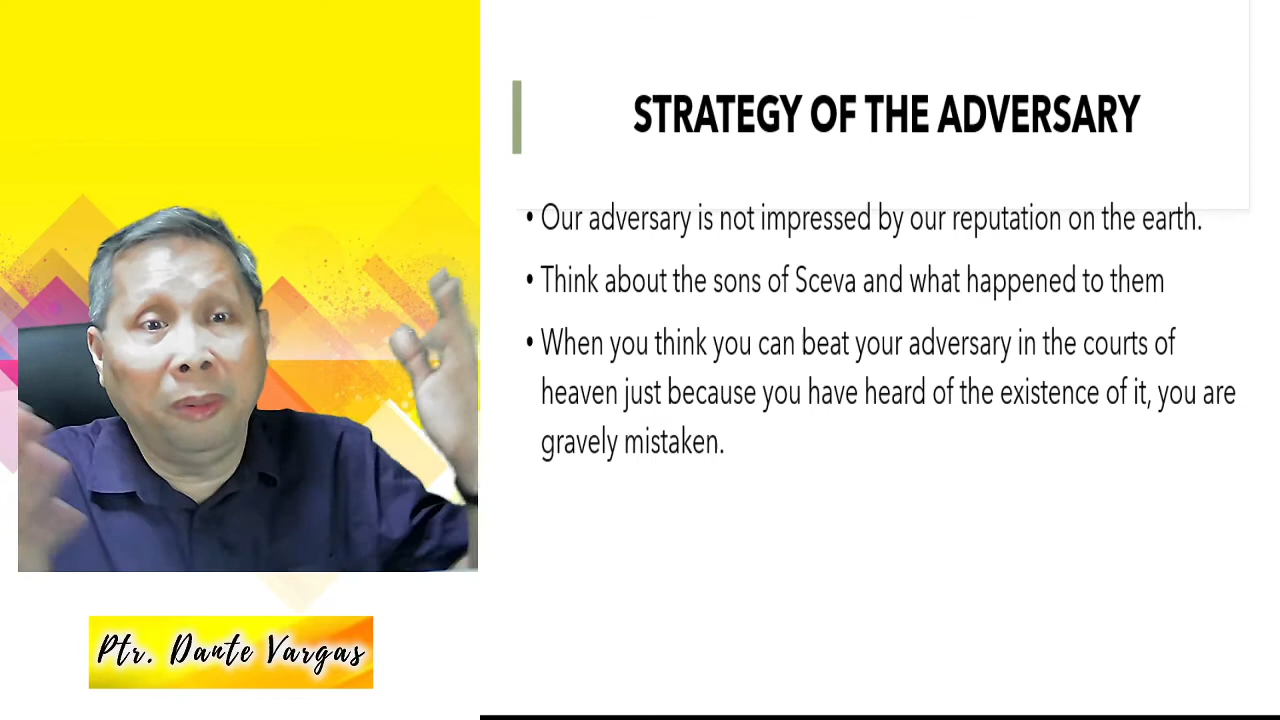 STRATEGY OF THE ADVERSARY
• Our adversary is not impressed by our reputation on the earth.
• Think about the sons of Sceva and what happened to them
• When you think you can beat your adversary in the courts of
heaven just because you have heard of the existence of it, you are
gravely mistaken.
Ptr. Dante Vargas